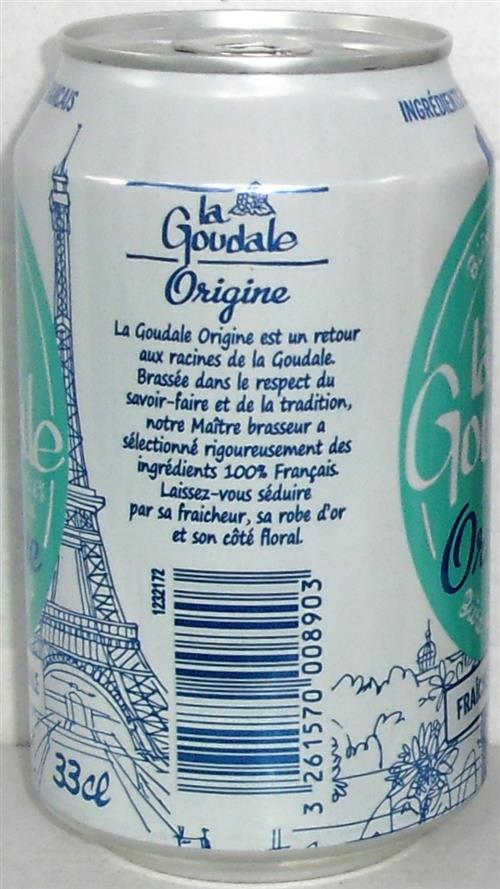 INGRÉDIENTS
la
Goudale
Origine
La Goudale Origine est un retour
aux racines de la Goudale.
Brassée dans le respect du
savoir-faire et de la tradition,
notre Maître brasseur a
sélectionné rigoureusement des
ingrédients 100% Français.
Laissez-vous séduire
par sa fraicheur, sa robe d'or
et son côté floral.
1232172
3 261570 008903
33cl